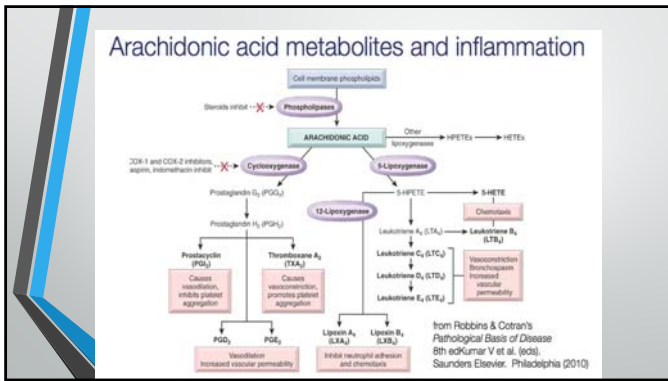 Arachidonic acid metabolites and inflammation
Cell membrane phospholipids
Steroids inhibit
Phospholipases
ARACHIDONIC ACID
Other
lipoxygenases
HPETEs
HETEs
COX-1 and COX-2 inhibitors,
aspirin, indomethacin inhibit
Cyclooxygenase
5-Lipoxygenase
Prostaglandin G₂ (PGG₂)
12-Lipoxygenase
5-HPETE
5-HETE
Chemotaxis
Prostaglandin H₂ (PGH₂)
Leukotriene A₄ (LTA₄)
Leukotriene B₄
(LTB₄)
Prostacyclin
(PGI₂)
Thromboxane A₂
(TXA₂)
Leukotriene C₄ (LTC₄)
Leukotriene D₄ (LTD₄)
Leukotriene E₄ (LTE₄)
Vasoconstriction
Bronchospasm
Increased
vascular
permeability
Causes
vasodilation,
inhibits platelet
aggregation
Causes
vasoconstriction,
promotes platelet
aggregation
PGD₂
PGE₂
Lipoxin A₄
(LXA₄)
Lipoxin B₄
(LXB₄)
Vasodilation
Increased vascular permeability
Inhibit neutrophil adhesion
and chemotaxis
from Robbins & Cotran's
Pathological Basis of Disease
8th edKumar V et al. (eds).
Saunders Elsevier. Philadelphia (2010)